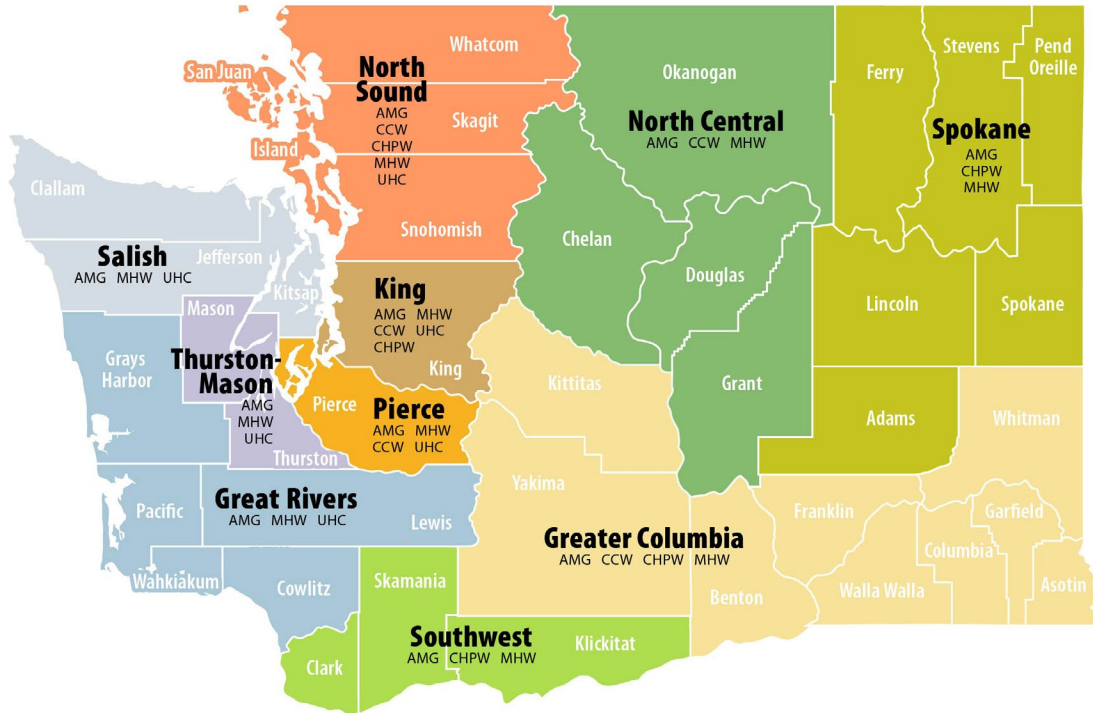 Whatcom
San Juan
North
Sound
AMG
CCW
CHPW
MHW
UHC
Skagit
Island
Snohomish
Okanogan
North Central
AMG CCW MHW
Chelan
Douglas
Grant
Ferry
Stevens
Pend
Oreille
Spokane
AMG
CHPW
MHW
Lincoln
Spokane
Adams
Clallam
Salish
AMG MHW UHC
Jefferson
Kitsap
King
AMG MHW
CCW UHC
CHPW
King
Mason
Thurston-
Mason
AMG
MHW
UHC
Thurston
Grays
Harbor
Pierce
Pierce
AMG MHW
CCW UHC
Great Rivers
AMG MHW UHC
Pacific
Lewis
Wahkiakum
Cowlitz
Kittitas
Yakima
Greater Columbia
AMG CCW CHPW MHW
Benton
Franklin
Whitman
Garfield
Columbia
Walla Walla
Asotin
Skamania
Southwest
AMG CHPW MHW
Klickitat
Clark